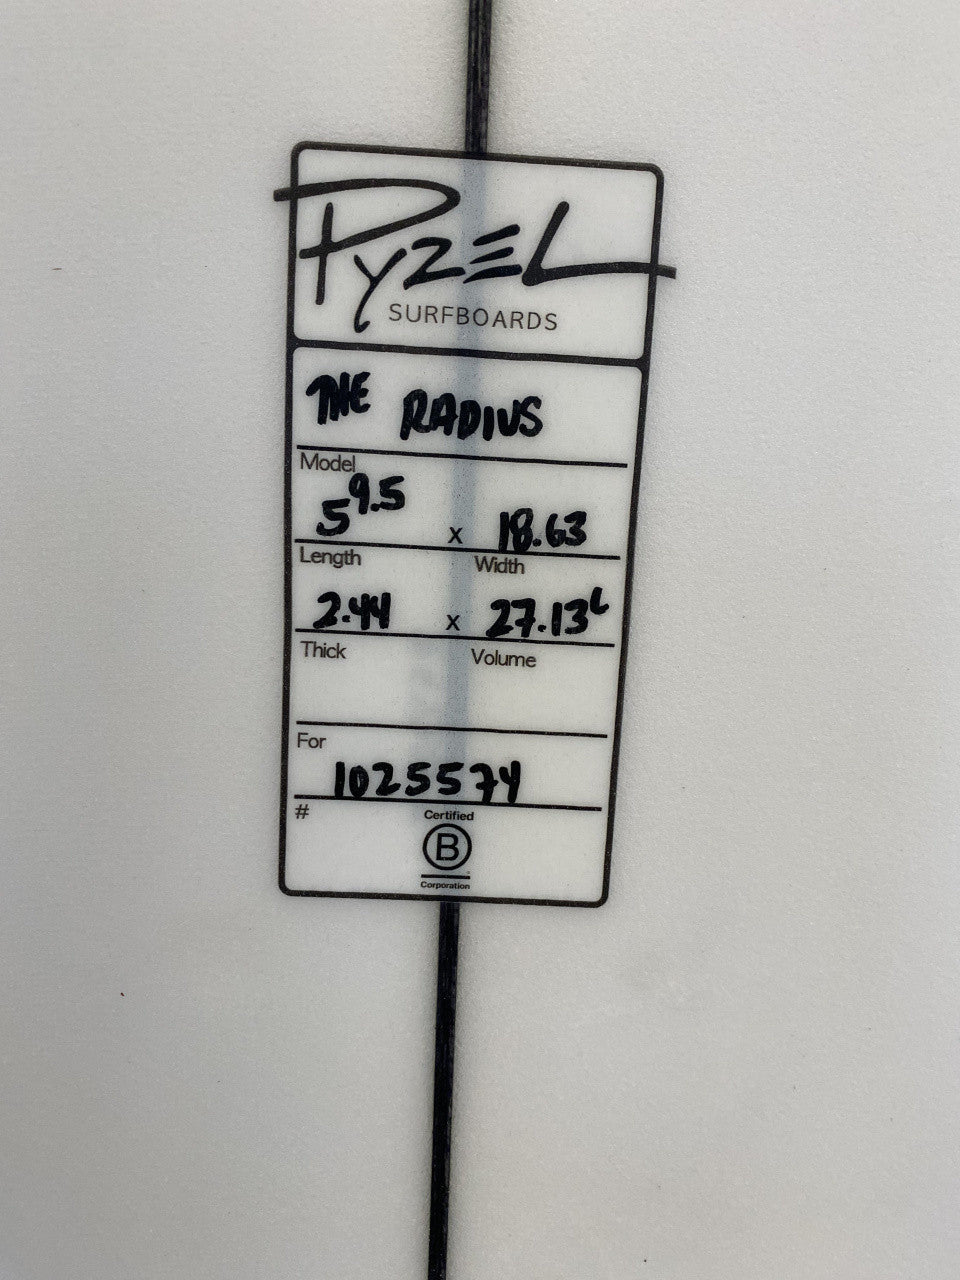 PYZEL
SURFBOARDS
THE RADIUS
Model
5 9.5 x 18.63
Length Width
2.44 x 27.13L
Thick Volume
For
1025574
#
Certified
B
Corporation